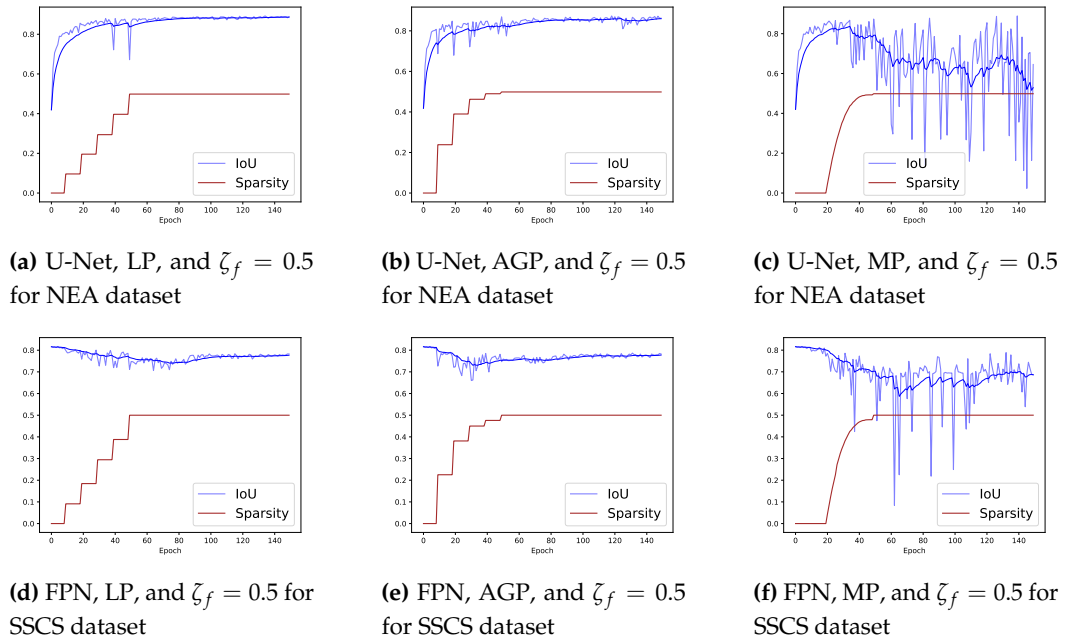 0.8
0.6
0.4
0.2
0.0
0 20 40 60 80 100 120 140
Epoch
IoU
Sparsity
(a) U-Net, LP, and ζf = 0.5
for NEA dataset
0.8
0.6
0.4
0.2
0.0
0 20 40 60 80 100 120 140
Epoch
IoU
Sparsity
(b) U-Net, AGP, and ζf = 0.5
for NEA dataset
0.8
0.6
0.4
0.2
0.0
0 20 40 60 80 100 120 140
Epoch
IoU
Sparsity
(c) U-Net, MP, and ζf = 0.5
for NEA dataset
0.8
0.7
0.6
0.5
0.4
0.3
0.2
0.1
0.0
0 20 40 60 80 100 120 140
Epoch
IoU
Sparsity
(d) FPN, LP, and ζf = 0.5 for
SSCS dataset
0.8
0.7
0.6
0.5
0.4
0.3
0.2
0.1
0.0
0 20 40 60 80 100 120 140
Epoch
IoU
Sparsity
(e) FPN, AGP, and ζf = 0.5
for SSCS dataset
0.8
0.7
0.6
0.5
0.4
0.3
0.2
0.1
0.0
0 20 40 60 80 100 120 140
Epoch
IoU
Sparsity
(f) FPN, MP, and ζf = 0.5 for
SSCS dataset